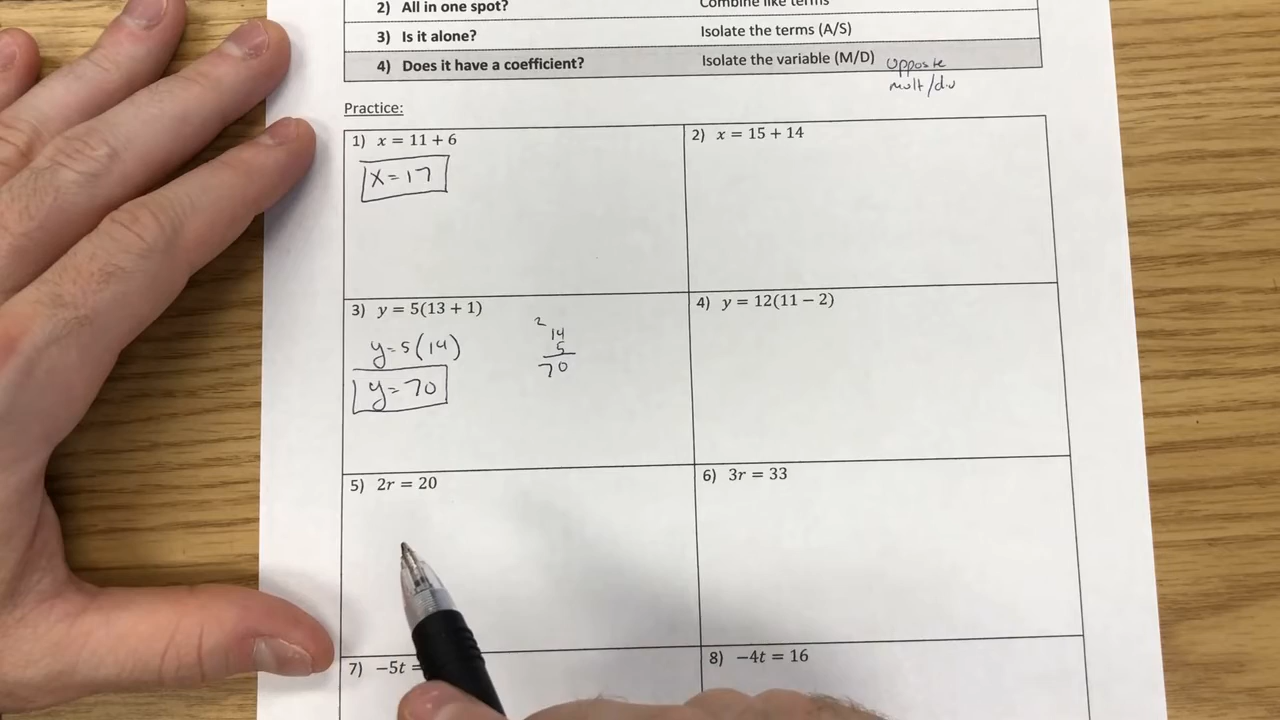 2) All in one spot? Combine like terms
3) Is it alone? Isolate the terms (A/S)
4) Does it have a coefficient? Isolate the variable (M/D) opposite
mult/div
Practice:
1) x = 11 + 6 2) x = 15 + 14
x = 17
3) y = 5(13 + 1) 4) y = 12(11 − 2)
2
14
y = 5(14) 5
70
y = 70
5) 2r = 20 6) 3r = 33
7) −5t = 8) −4t = 16